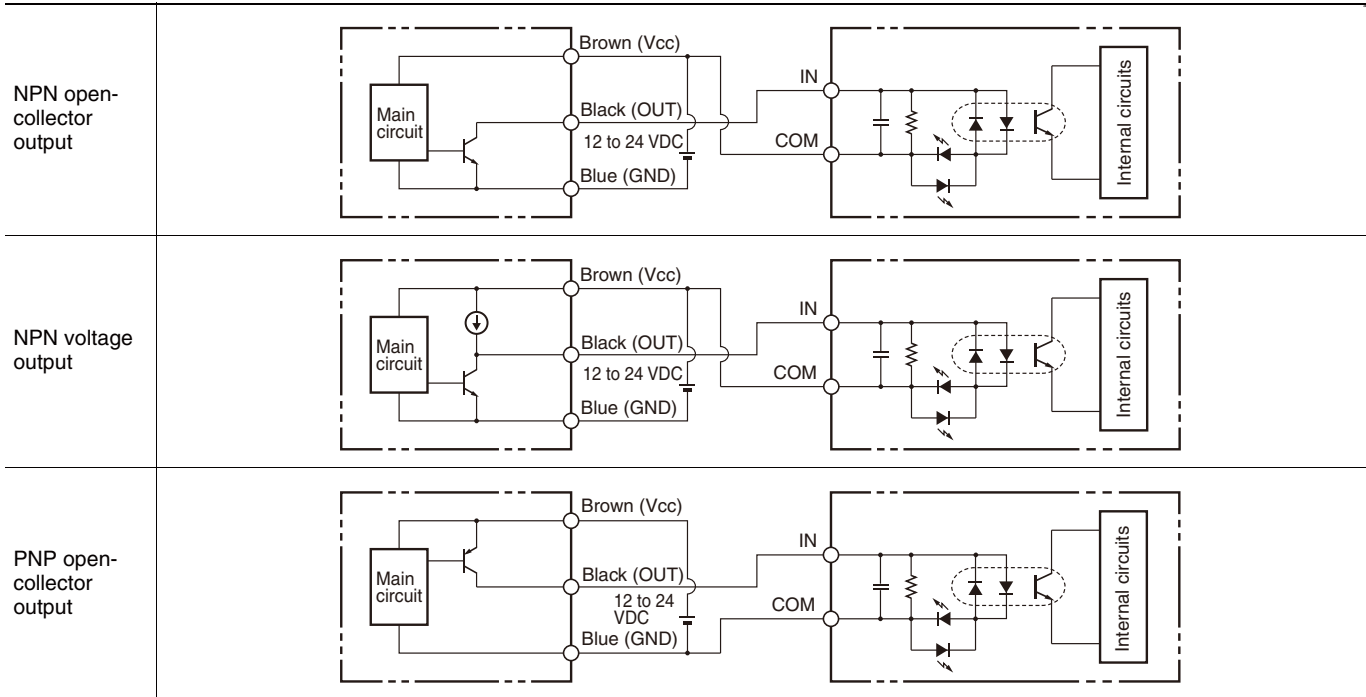 NPN open-
collector
output
Brown (Vcc)
Main
circuit
Black (OUT)
12 to 24 VDC
Blue (GND)
IN
COM
Internal circuits
NPN voltage
output
Brown (Vcc)
Main
circuit
Black (OUT)
12 to 24 VDC
Blue (GND)
IN
COM
Internal circuits
PNP open-
collector
output
Brown (Vcc)
Main
circuit
Black (OUT)
12 to 24
VDC
Blue (GND)
IN
COM
Internal circuits